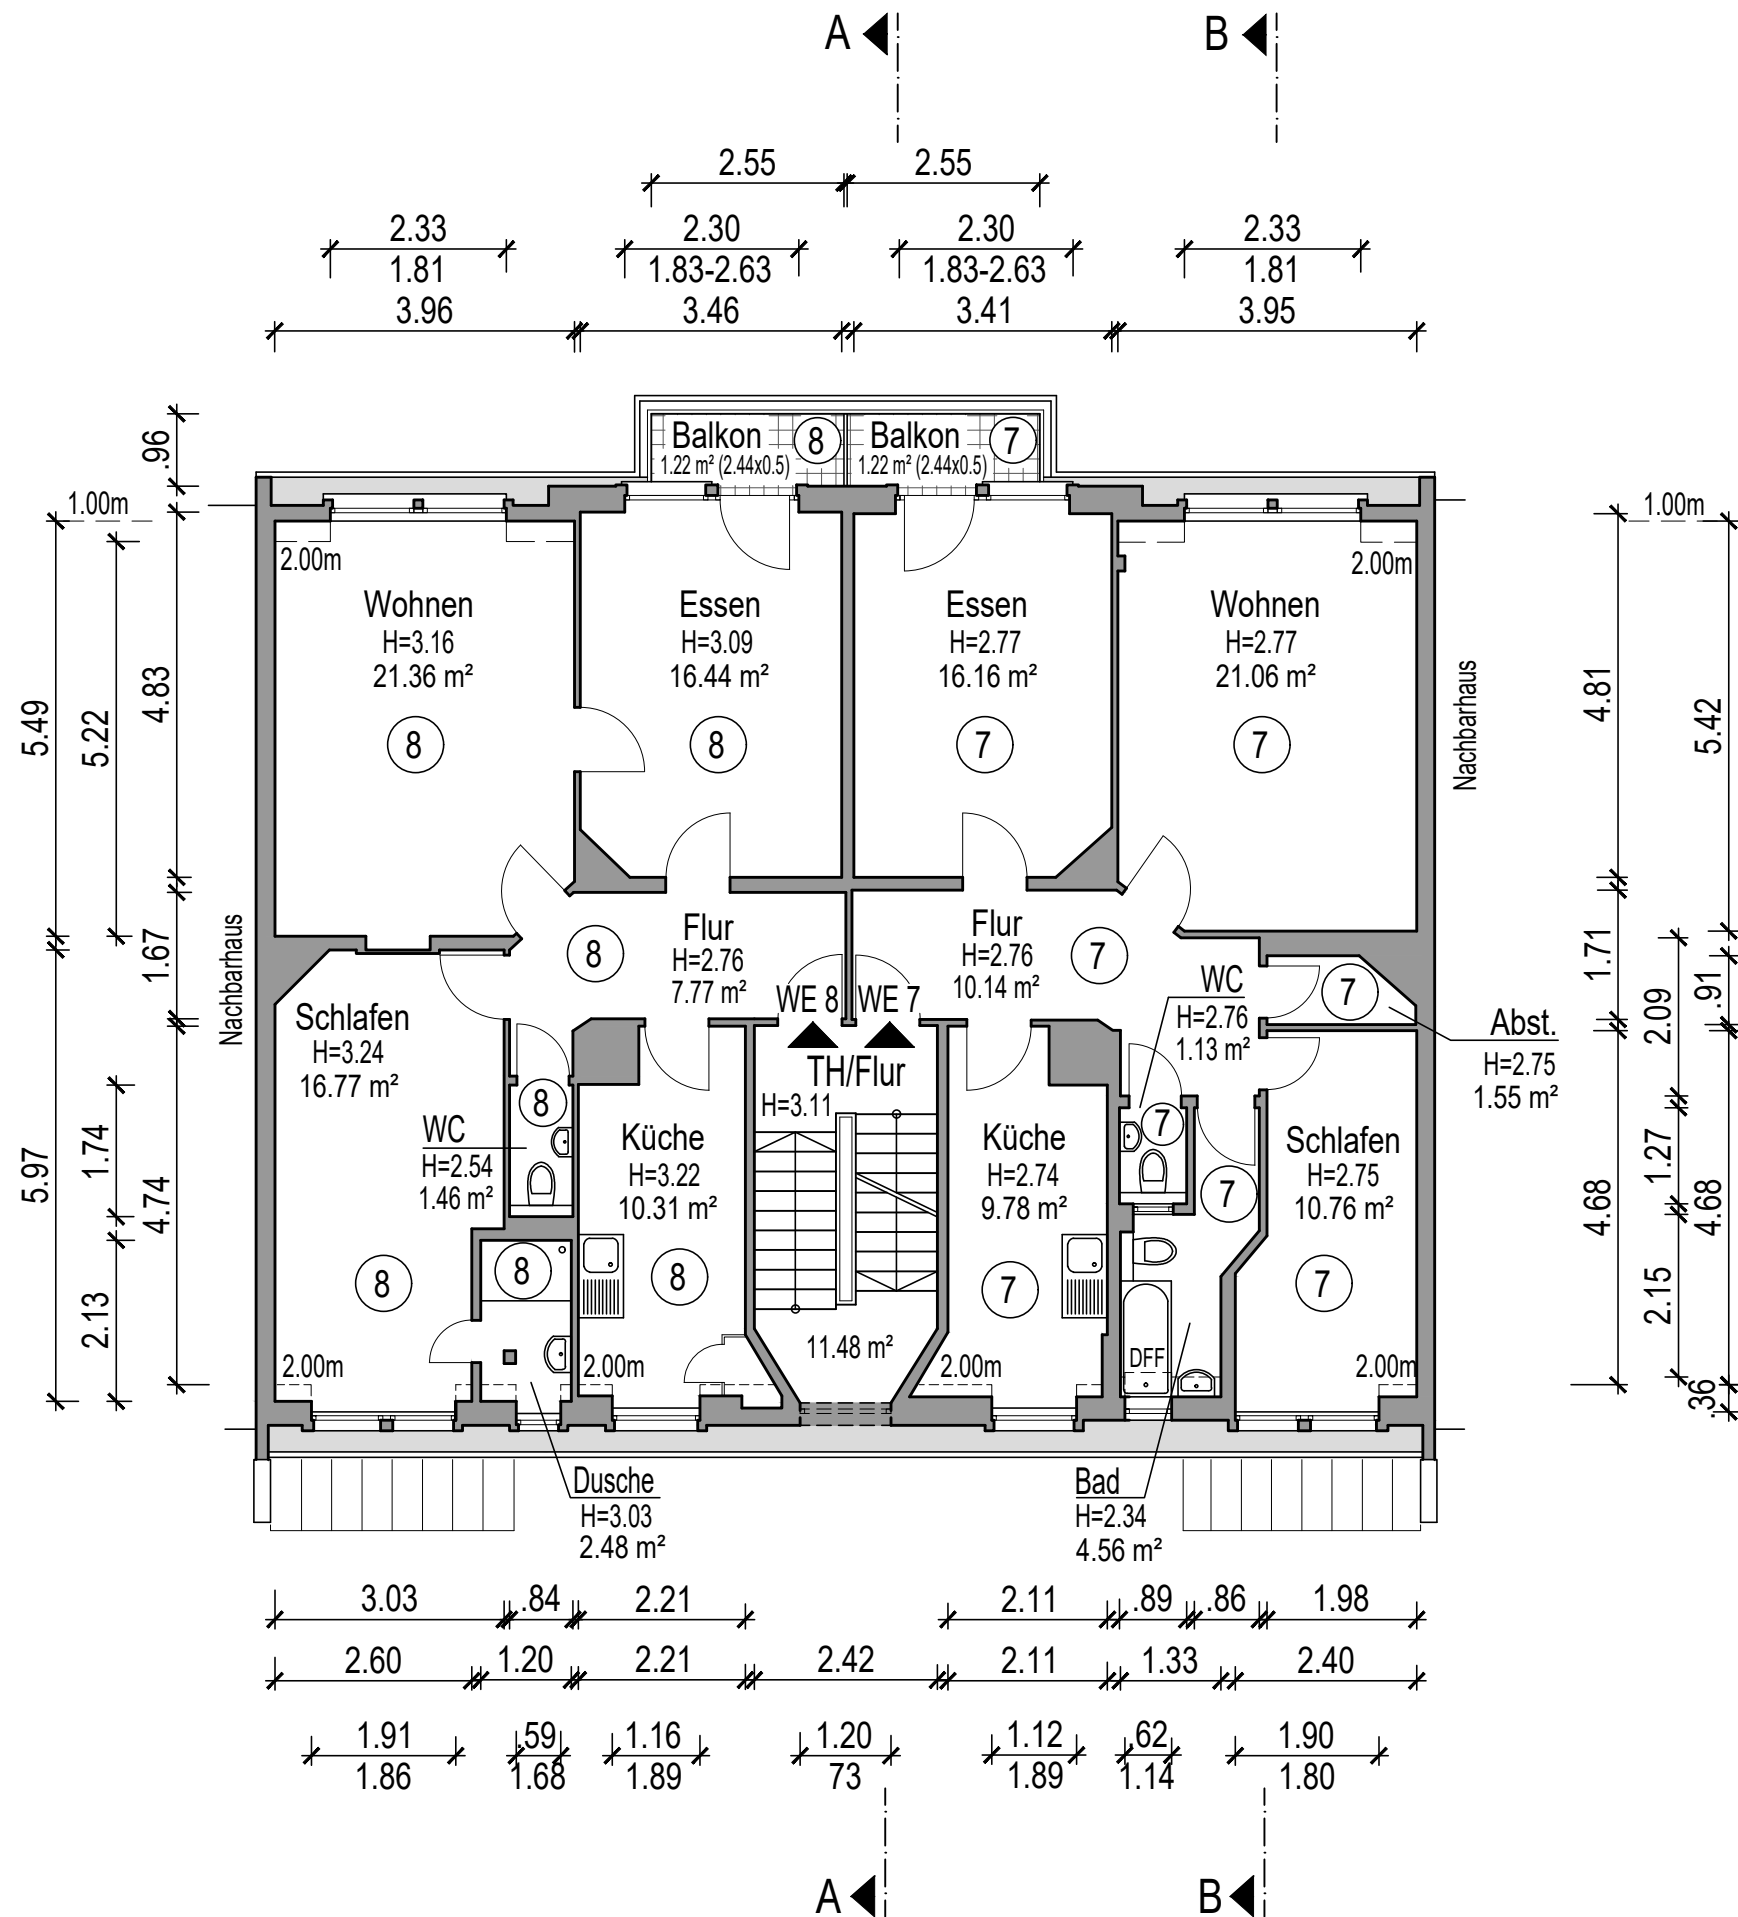 A
B
2.55
2.55
2.33
2.30
2.30
2.33
1.81
1.83-2.63
1.83-2.63
1.81
3.96
3.46
3.41
3.95
.96
Balkon
8
Balkon
7
1.22 m² (2.44x0.5)
1.22 m² (2.44x0.5)
1.00m
1.00m
2.00m
2.00m
Wohnen
H=3.16
21.36 m²
8
Essen
H=3.09
16.44 m²
8
Essen
H=2.77
16.16 m²
7
Wohnen
H=2.77
21.06 m²
7
5.49
5.22
4.83
4.81
5.42
Nachbarhaus
Nachbarhaus
1.67
Flur
H=2.76
7.77 m²
8
Flur
H=2.76
10.14 m²
7
1.71
2.09
.91
WE 8
WE 7
TH/Flur
H=3.11
11.48 m²
WC
H=2.76
1.13 m²
7
7
Abst.
H=2.75
1.55 m²
Schlafen
H=3.24
16.77 m²
8
WC
H=2.54
1.46 m²
8
8
Küche
H=3.22
10.31 m²
8
Küche
H=2.74
9.78 m²
7
7
Schlafen
H=2.75
10.76 m²
7
5.97
1.74
4.74
2.13
4.68
1.27
4.68
2.15
.36
2.00m
2.00m
2.00m
DFF
2.00m
Dusche
H=3.03
2.48 m²
Bad
H=2.34
4.56 m²
3.03
.84
2.21
2.11
.89
.86
1.98
2.60
1.20
2.21
2.42
2.11
1.33
2.40
1.91
.59
1.16
1.20
1.12
.62
1.90
1.86
1.68
1.89
73
1.89
1.14
1.80
A
B